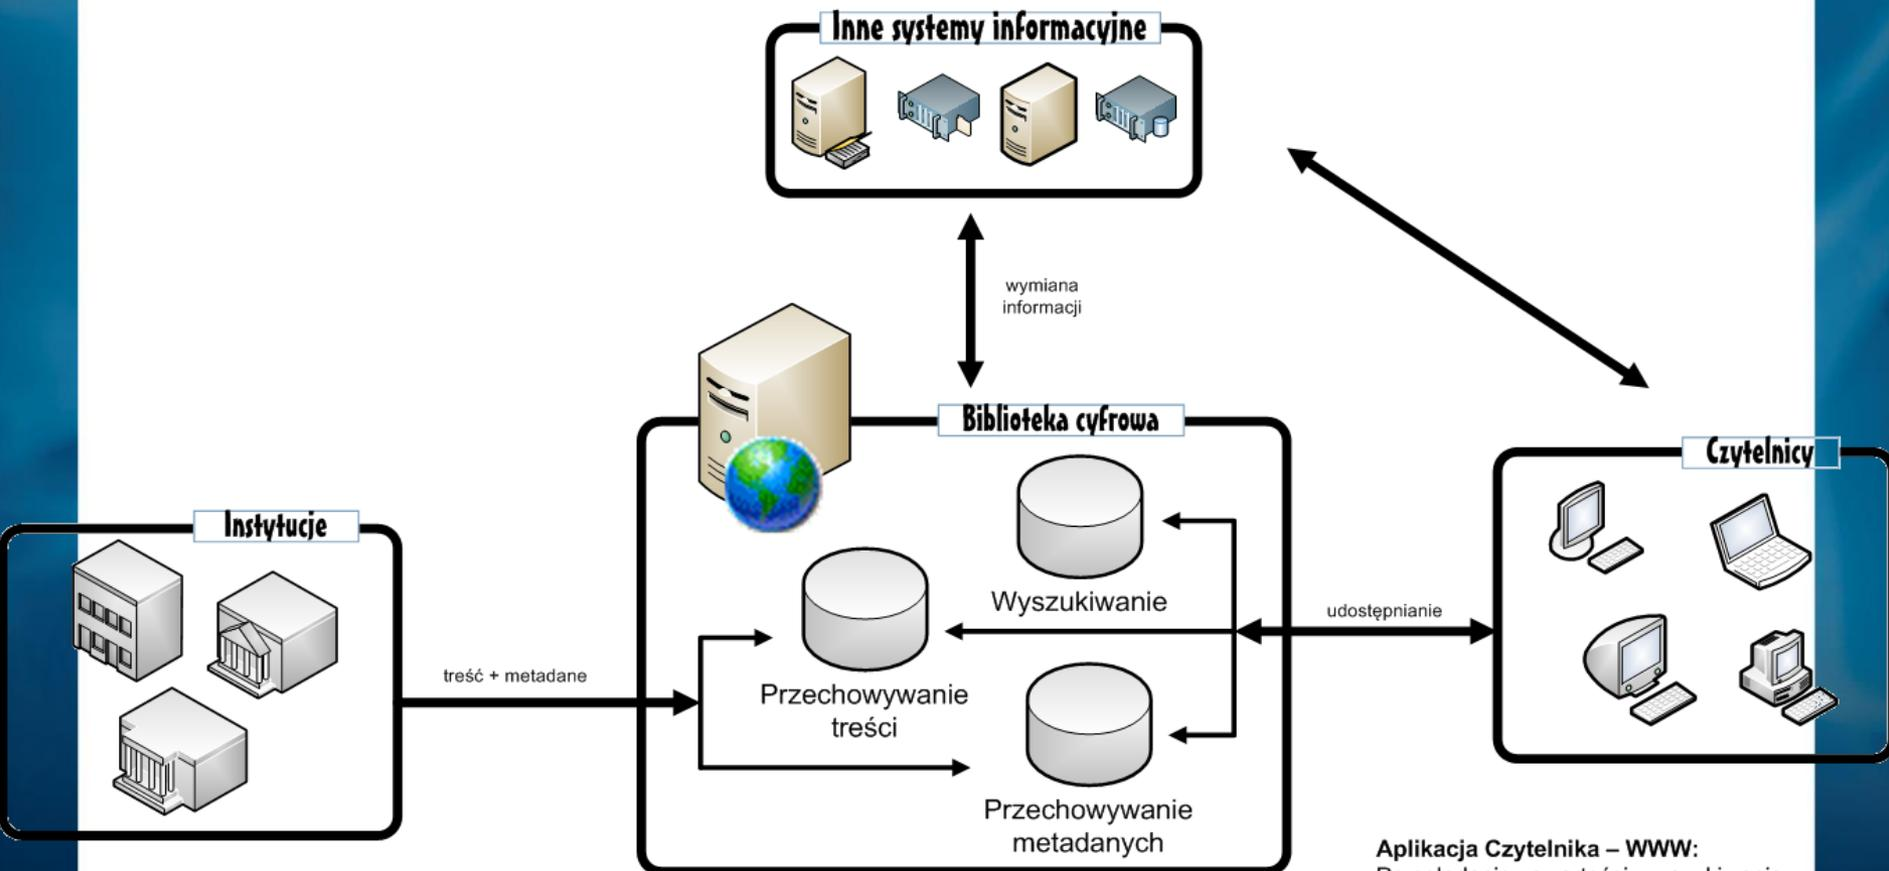 Inne systemy informacyjne
wymiana
informacji
Biblioteka cyfrowa
Czytelnicy
Instytucje
Wyszukiwanie
udostępnianie
treść + metadane
Przechowywanie
treści
Przechowywanie
metadanych
Aplikacja Czytelnika – WWW: